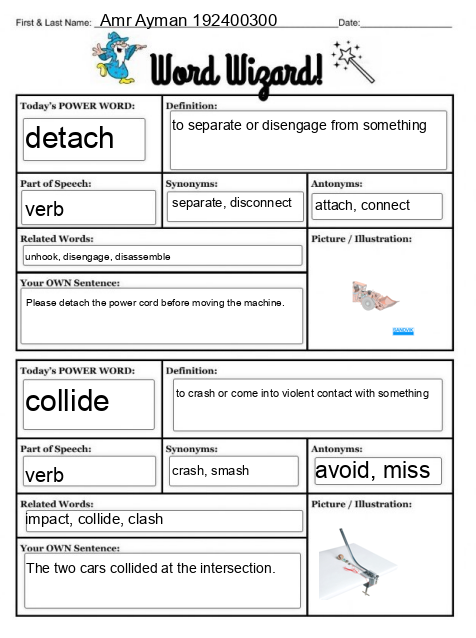 First & Last Name: Amr Ayman 192400300 Date:
Word Wizard!
Today's POWER WORD: Definition:
detach to separate or disengage from something
Part of Speech: Synonyms: Antonyms:
verb separate, disconnect attach, connect
Related Words: Picture / Illustration:
unhook, disengage, disassemble
Your OWN Sentence:
Please detach the power cord before moving the machine.
SANDVIK
Today's POWER WORD: Definition:
collide to crash or come into violent contact with something
Part of Speech: Synonyms: Antonyms:
verb crash, smash avoid, miss
Related Words: Picture / Illustration:
impact, collide, clash
Your OWN Sentence:
The two cars collided at the intersection.